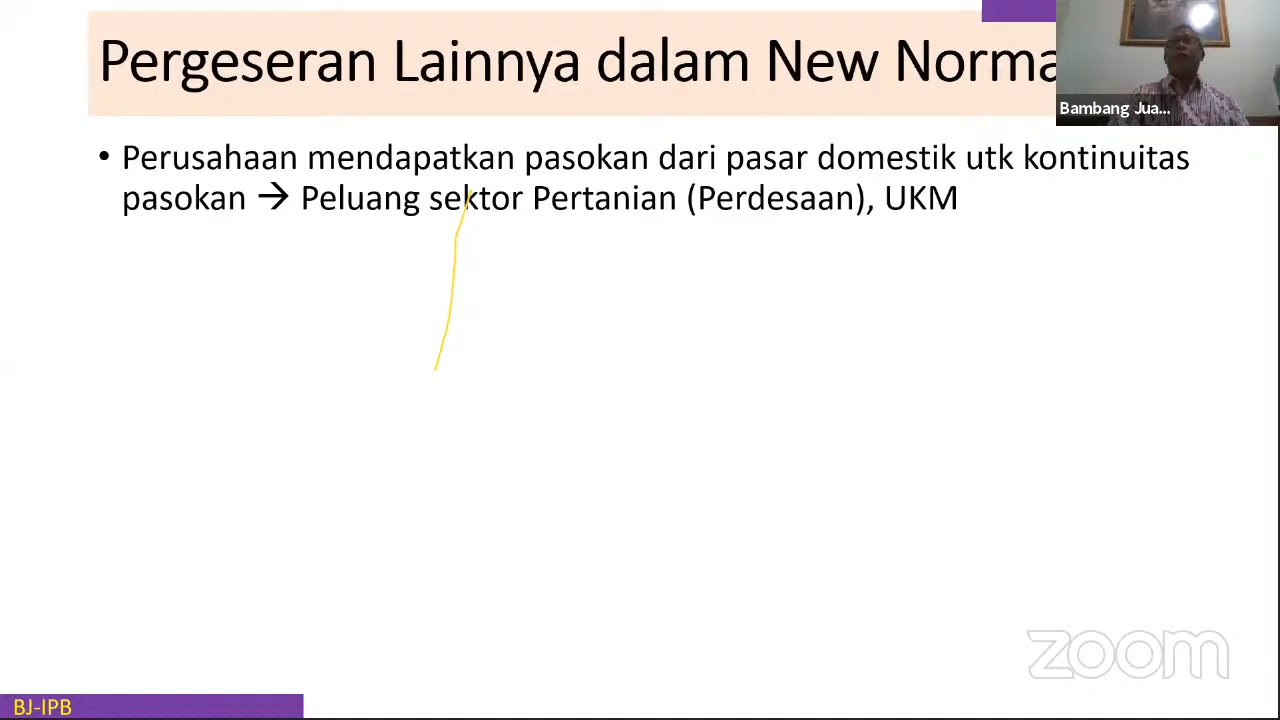 Pergeseran Lainnya dalam New Norma
Bambang Jua...
• Perusahaan mendapatkan pasokan dari pasar domestik utk kontinuitas
pasokan → Peluang sektor Pertanian (Perdesaan), UKM
zoom
BJ-IPB